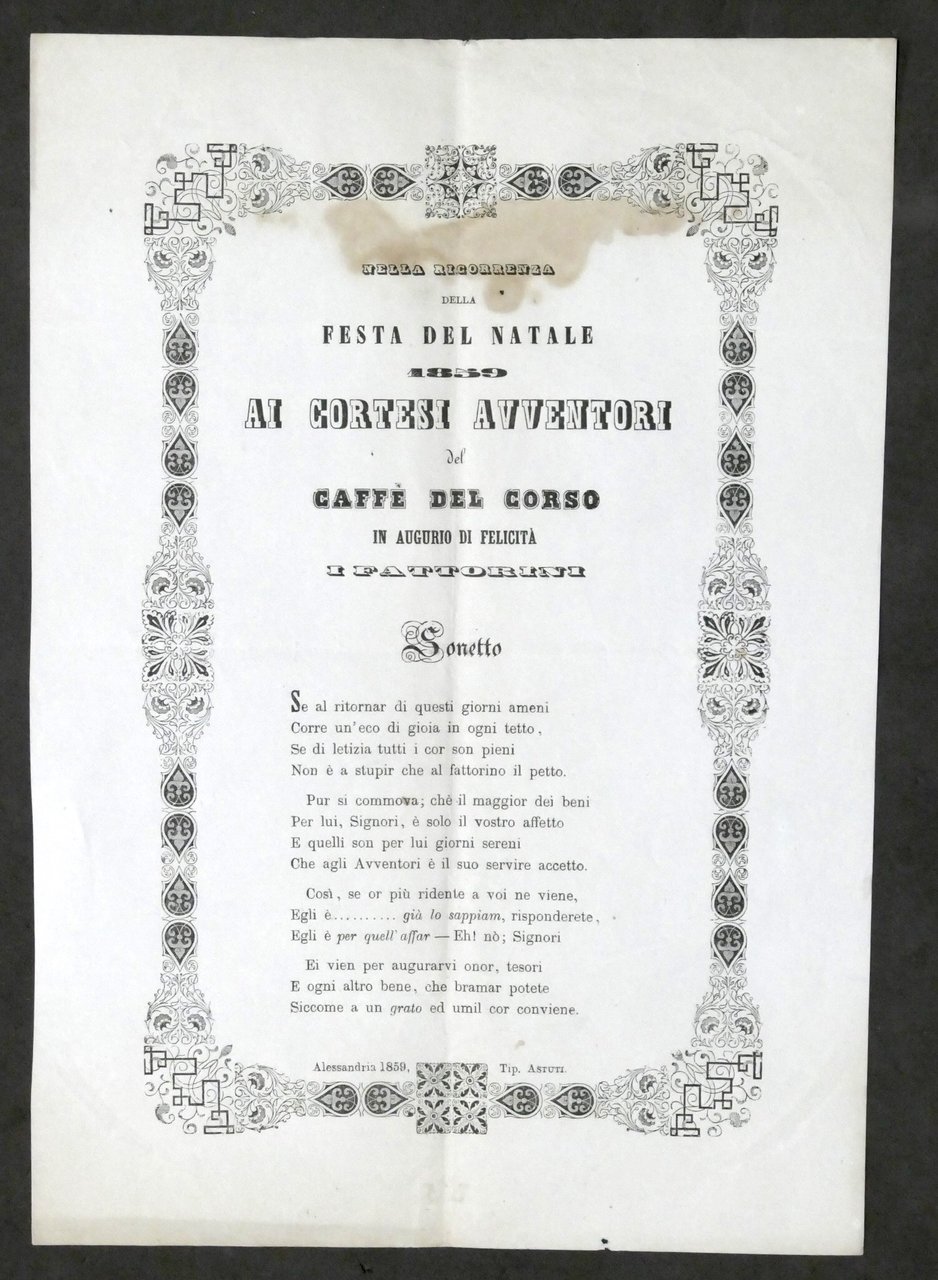 NELLA RICORRENZA
DELLA
FESTA DEL NATALE
1859
AI CORTESI AVVENTORI
del
CAFFÈ DEL CORSO
IN AUGURIO DI FELICITÀ
I FATTORINI
Sonetto
Se al ritornar di questi giorni ameni
Corre un'eco di gioia in ogni tetto,
Se di letizia tutti i cor son pieni
Non è a stupir che al fattorino il petto.
Pur si commova; chè il maggior dei beni
Per lui, Signori, è solo il vostro affetto
E quelli son per lui giorni sereni
Che agli Avventori è il suo servire accetto.
Così, se or più ridente a voi ne viene,
Egli è.......... già lo sappiam, risponderete,
Egli è per quell'affar — Eh! nò; Signori
Ei vien per augurarvi onor, tesori
E ogni altro bene, che bramar potete
Siccome a un grato ed umil cor conviene.
Alessandria 1859, Tip. ASTUTI.